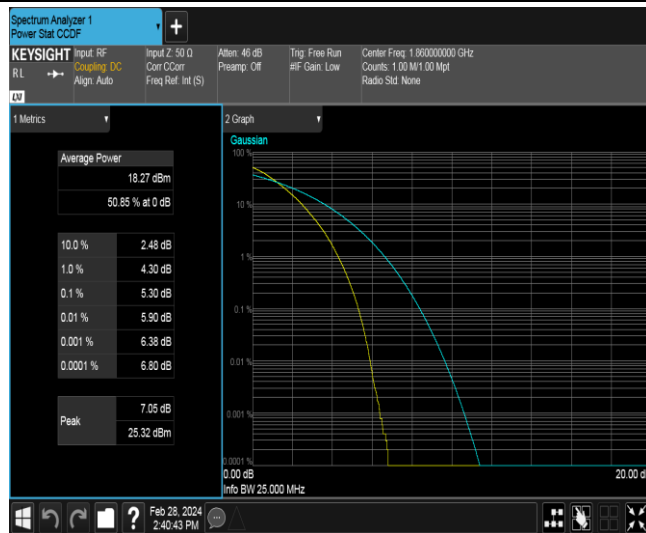 Spectrum Analyzer 1
Power Stat CCDF
+
KEYSIGHT
RL
LXI
Input: RF
Coupling: DC
Align: Auto
Input Z: 50 Ω
Corr CCorr
Freq Ref: Int (S)
Atten: 46 dB
Preamp: Off
Trig: Free Run
#IF Gain: Low
Center Freq: 1.860000000 GHz
Counts: 1.00 M/1.00 Mpt
Radio Std: None
1 Metrics
Average Power
18.27 dBm
50.85 % at 0 dB
10.0 % 2.48 dB
1.0 % 4.30 dB
0.1 % 5.30 dB
0.01 % 5.90 dB
0.001 % 6.38 dB
0.0001 % 6.80 dB
Peak
7.05 dB
25.32 dBm
2 Graph
Gaussian
100 %
10 %
1 %
0.1 %
0.01 %
0.001 %
0.0001 %
0.00 dB 20.00 d
Info BW 25.000 MHz
?
Feb 28, 2024
2:40:43 PM